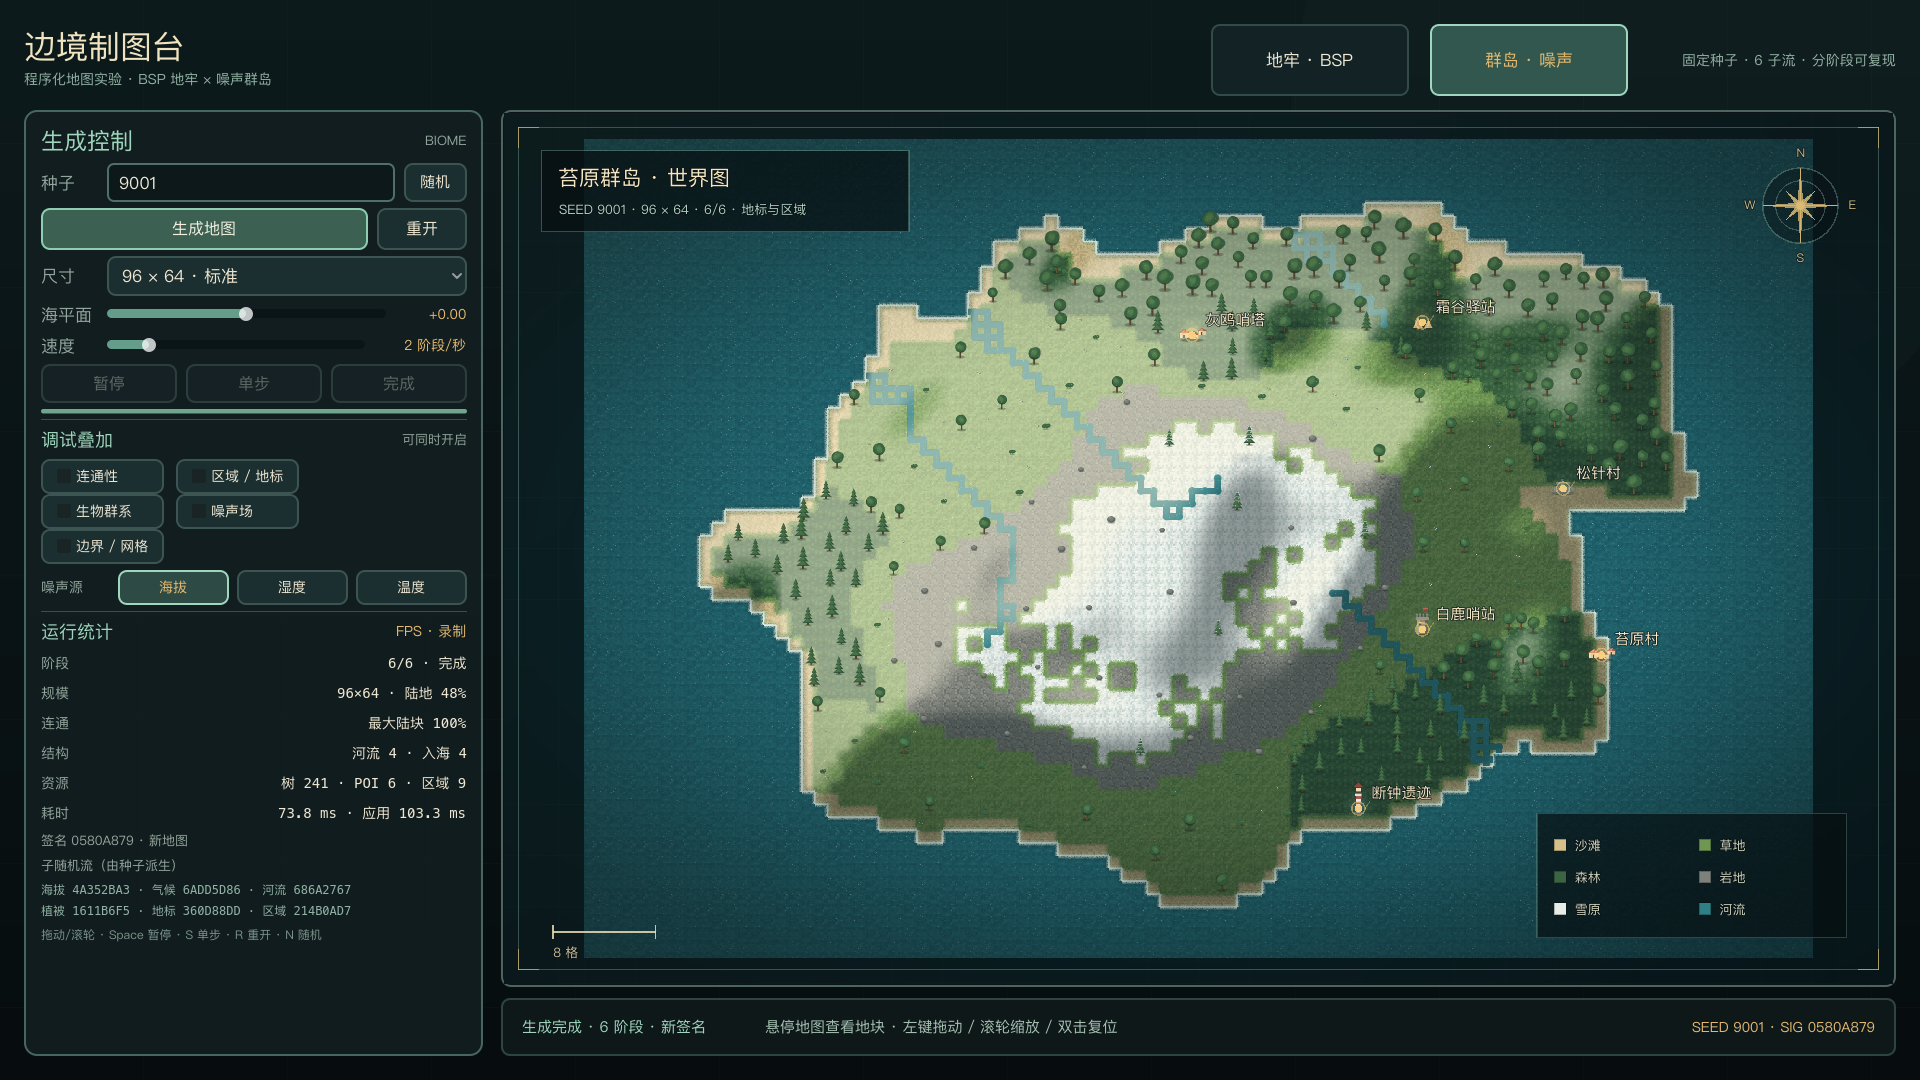 边境制图台
程序化地图实验 · BSP 地牢 × 噪声群岛
地牢 · BSP
群岛 · 噪声
固定种子 · 6 子流 · 分阶段可复现
生成控制
BIOME
种子
9001
随机
生成地图
重开
尺寸
96 × 64 · 标准
海平面
+0.00
速度
2 阶段/秒
暂停
单步
完成
调试叠加
可同时开启
连通性
区域 / 地标
生物群系
噪声场
边界 / 网格
噪声源
海拔
湿度
温度
运行统计
FPS · 录制
阶段
6/6 · 完成
规模
96×64 · 陆地 48%
连通
最大陆块 100%
结构
河流 4 · 入海 4
资源
树 241 · POI 6 · 区域 9
耗时
73.8 ms · 应用 103.3 ms
签名 0580A879 · 新地图
子随机流（由种子派生）
海拔 4A352BA3 · 气候 6ADD5D86 · 河流 686A2767
植被 1611B6F5 · 地标 360D88DD · 区域 214B0AD7
拖动/滚轮 · Space 暂停 · S 单步 · R 重开 · N 随机
苔原群岛 · 世界图
SEED 9001 · 96 × 64 · 6/6 · 地标与区域
N
W
E
S
霜谷驿站
灰鸥哨塔
松针村
白鹿哨站
苔原村
断钟遗迹
沙滩
草地
森林
岩地
雪原
河流
8 格
生成完成 · 6 阶段 · 新签名
悬停地图查看地块 · 左键拖动 / 滚轮缩放 / 双击复位
SEED 9001 · SIG 0580A879